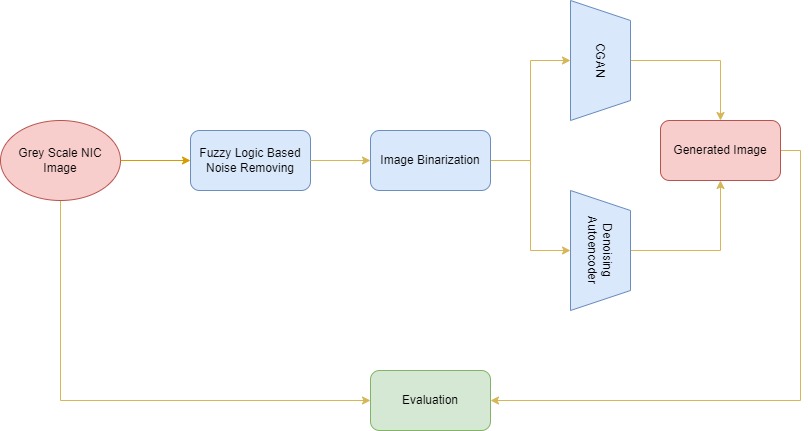 Grey Scale NIC
Image
Fuzzy Logic Based
Noise Removing
Image Binarization
CGAN
Denoising
Autoencoder
Generated Image
Evaluation